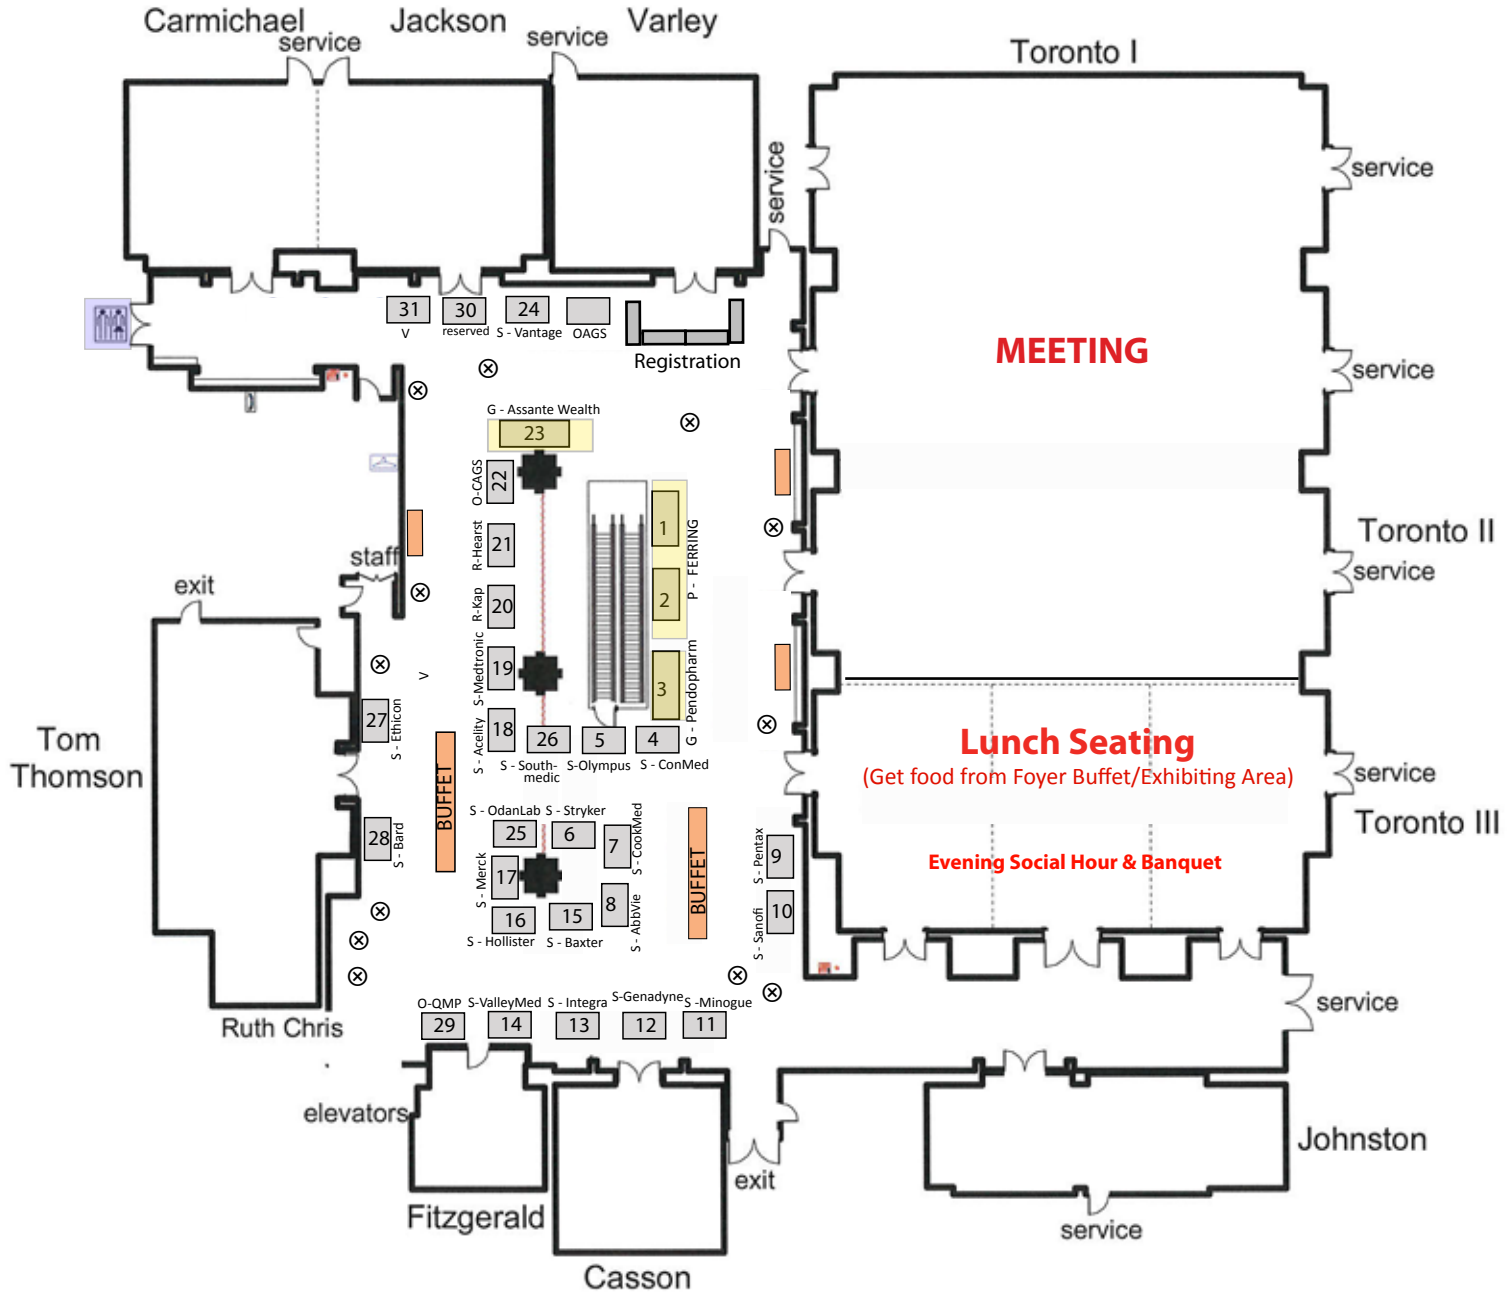 Carmichael
Jackson
Varley
service
service
Toronto I
service
service
31
V
30
reserved
24
S - Vantage
OAGS
Registration
MEETING
service
G - Assante Wealth
23
O-CAGS
22
R-Hearst
21
R-Kap
20
S-Medtronic
19
S - Acelity
18
1
2
P - FERRING
3
G - Pendopharm
Toronto II
service
staff
exit
V
27
S - Ethicon
28
S - Bard
Tom
Thomson
BUFFET
26
S - South-
medic
5
S-Olympus
4
S - ConMed
Lunch Seating
(Get food from Foyer Buffet/Exhibiting Area)
service
Toronto III
Evening Social Hour & Banquet
S - OdanLab
25
S - Stryker
6
7
S - CookMed
S - Merck
17
8
S - AbbVie
16
S - Hollister
15
S - Baxter
BUFFET
S - Pentax
9
S - Sanofi
10
O-QMP
29
S-ValleyMed
14
S - Integra
13
S-Genadyne
12
S -Minogue
11
Ruth Chris
service
elevators
Fitzgerald
Casson
exit
Johnston
service